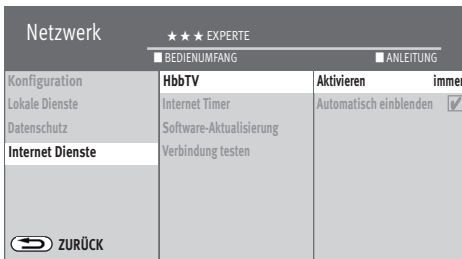 Netzwerk
★ ★ ★ EXPERTE
BEDIENUMFANG
ANLEITUNG
Konfiguration
Lokale Dienste
Datenschutz
Internet Dienste
HbbTV
Internet Timer
Software-Aktualisierung
Verbindung testen
Aktivieren immer
Automatisch einblenden
ZURÜCK